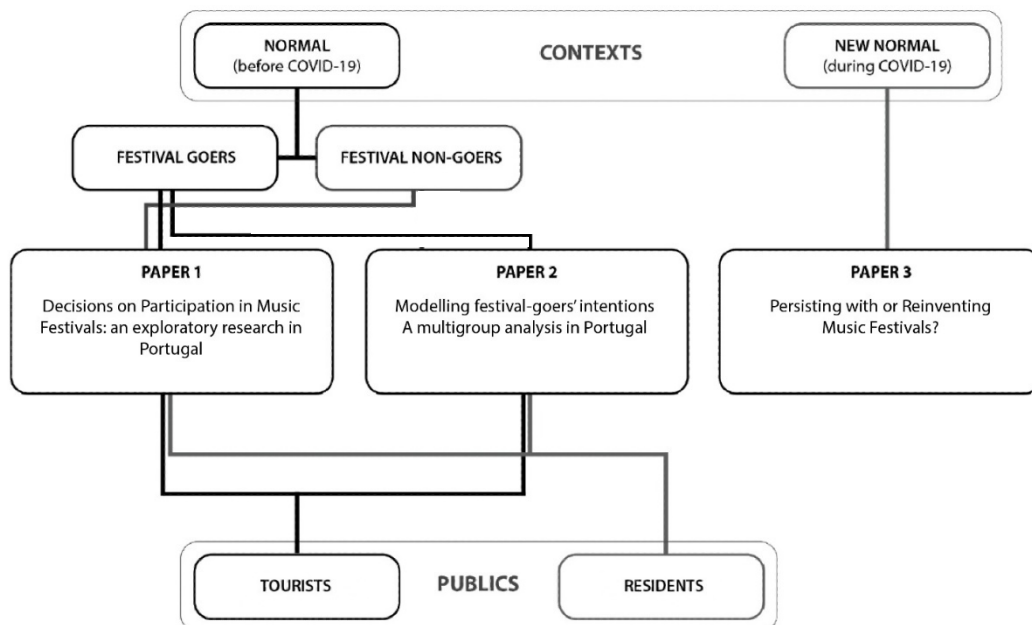 NORMAL
(before COVID-19)
CONTEXTS
NEW NORMAL
(during COVID-19)
FESTIVAL GOERS
FESTIVAL NON-GOERS
PAPER 1
Decisions on Participation in Music
Festivals: an exploratory research in
Portugal
PAPER 2
Modelling festival-goers' intentions
A multigroup analysis in Portugal
PAPER 3
Persisting with or Reinventing
Music Festivals?
TOURISTS
PUBLICS
RESIDENTS